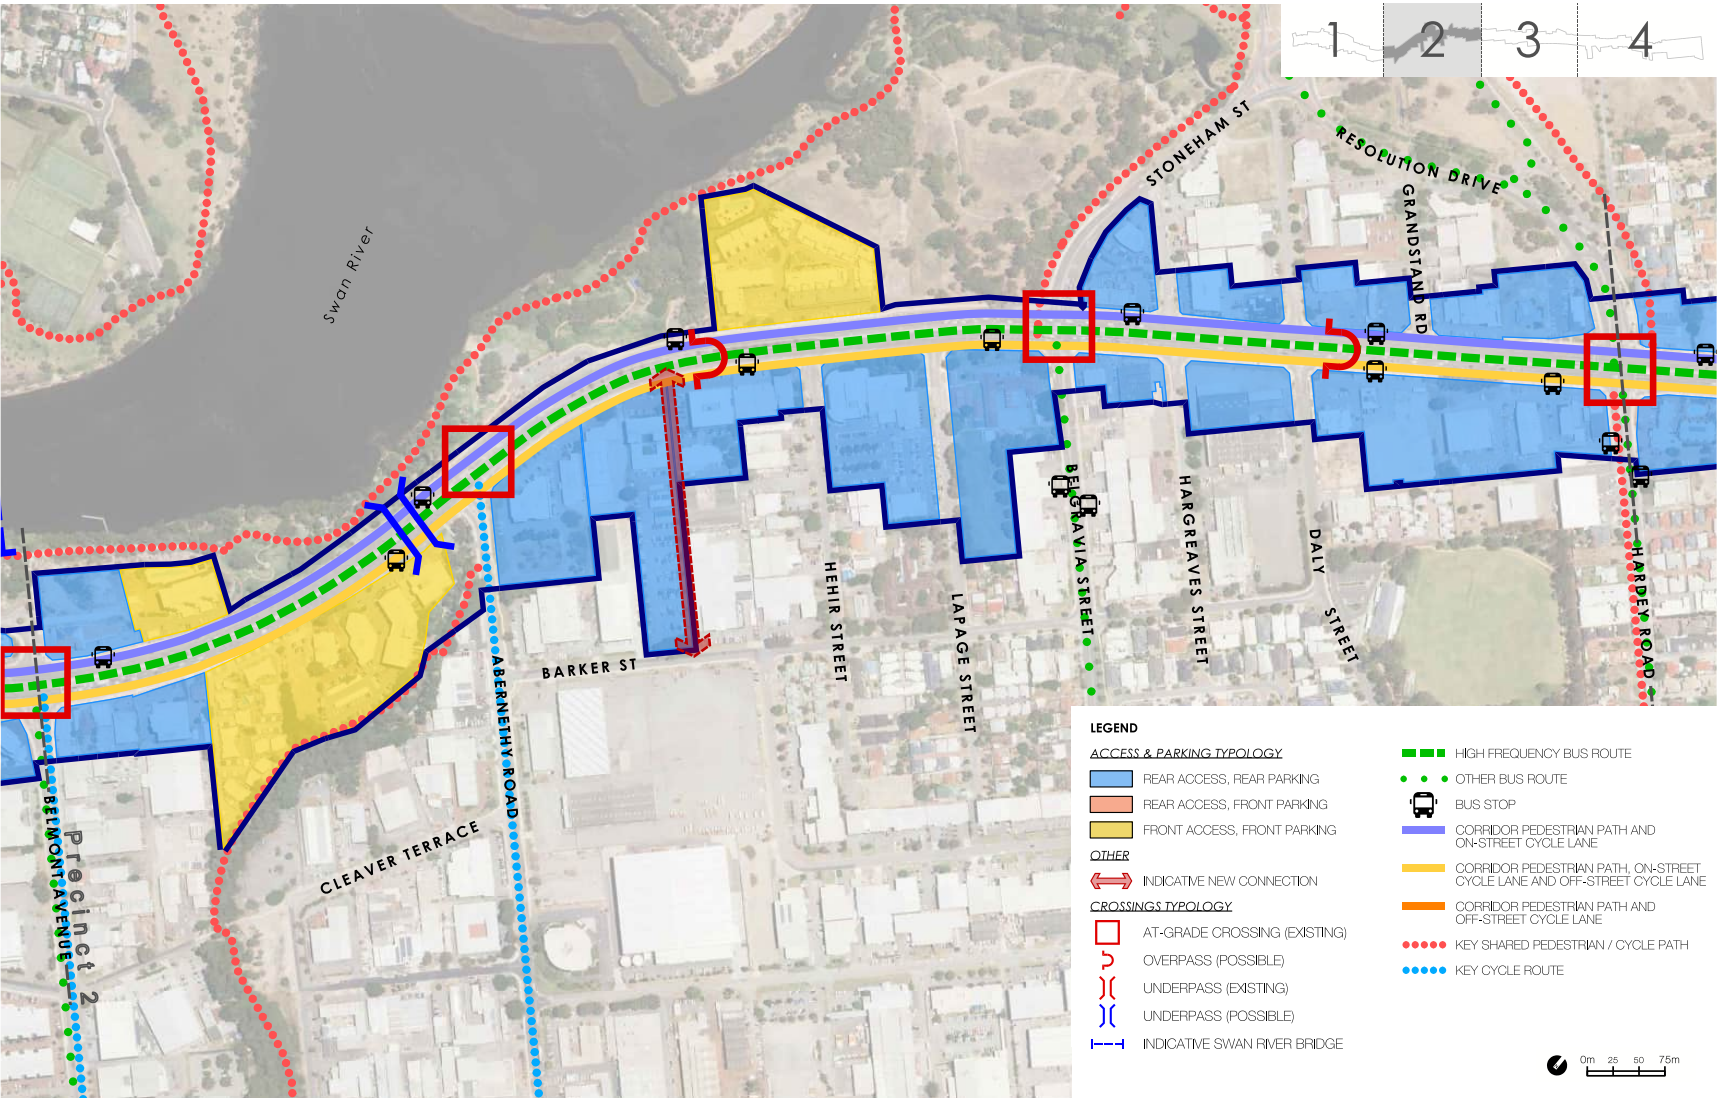 1
2
3
4
STONEHAM ST
RESOLUTION DRIVE
GRANDSTAND RD
Swan River
BELGRAVIA STREET
HARGREAVES STREET
DALY
STREET
HARDEY ROAD
HEHIR STREET
LAPAGE STREET
BARKER ST
ABERNETHY ROAD
CLEAVER TERRACE
BELMONT AVENUE
Precinct 2
LEGEND
ACCESS & PARKING TYPOLOGY
REAR ACCESS, REAR PARKING
REAR ACCESS, FRONT PARKING
FRONT ACCESS, FRONT PARKING
OTHER
INDICATIVE NEW CONNECTION
CROSSINGS TYPOLOGY
AT-GRADE CROSSING (EXISTING)
OVERPASS (POSSIBLE)
UNDERPASS (EXISTING)
UNDERPASS (POSSIBLE)
INDICATIVE SWAN RIVER BRIDGE
HIGH FREQUENCY BUS ROUTE
OTHER BUS ROUTE
BUS STOP
CORRIDOR PEDESTRIAN PATH AND
ON-STREET CYCLE LANE
CORRIDOR PEDESTRIAN PATH, ON-STREET
CYCLE LANE AND OFF-STREET CYCLE LANE
CORRIDOR PEDESTRIAN PATH AND
OFF-STREET CYCLE LANE
KEY SHARED PEDESTRIAN / CYCLE PATH
KEY CYCLE ROUTE
0m 25 50 75m